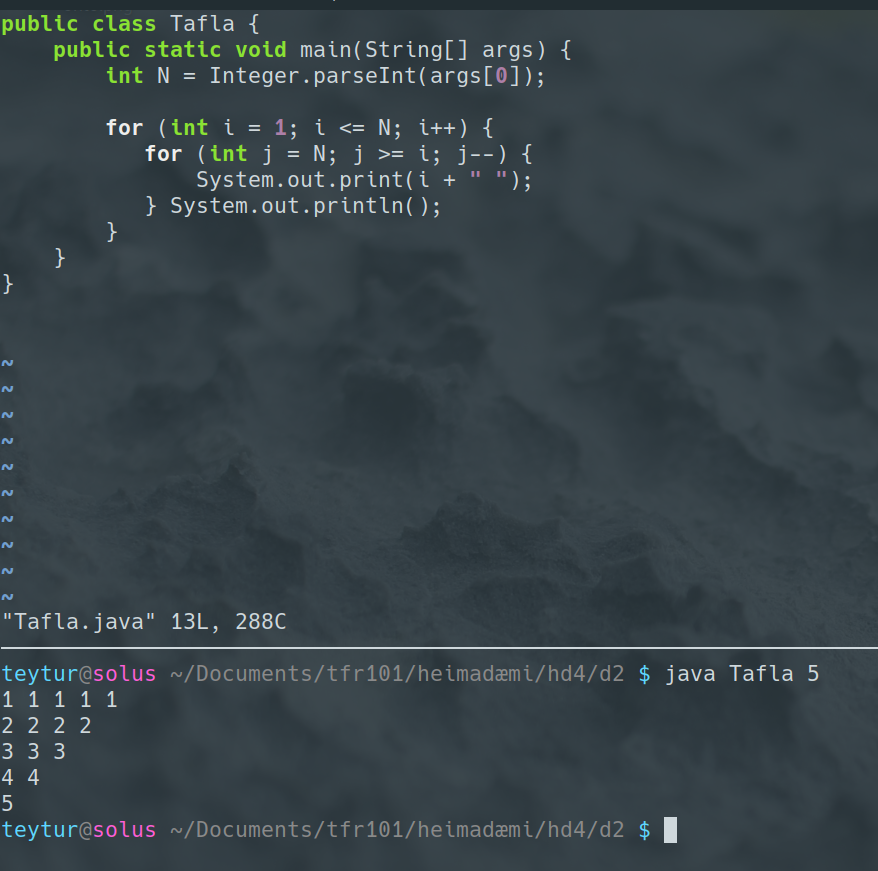 public class Tafla {
    public static void main(String[] args) {
        int N = Integer.parseInt(args[0]);

        for (int i = 1; i <= N; i++) {
           for (int j = N; j >= i; j--) {
               System.out.print(i + " ");
           } System.out.println();
        }
    }
}
~
~
~
~
~
~
~
~
~
~
"Tafla.java" 13L, 288C
teytur@solus ~/Documents/tfr101/heimadæmi/hd4/d2 $ java Tafla 5
1 1 1 1 1
2 2 2 2
3 3 3
4 4
5
teytur@solus ~/Documents/tfr101/heimadæmi/hd4/d2 $